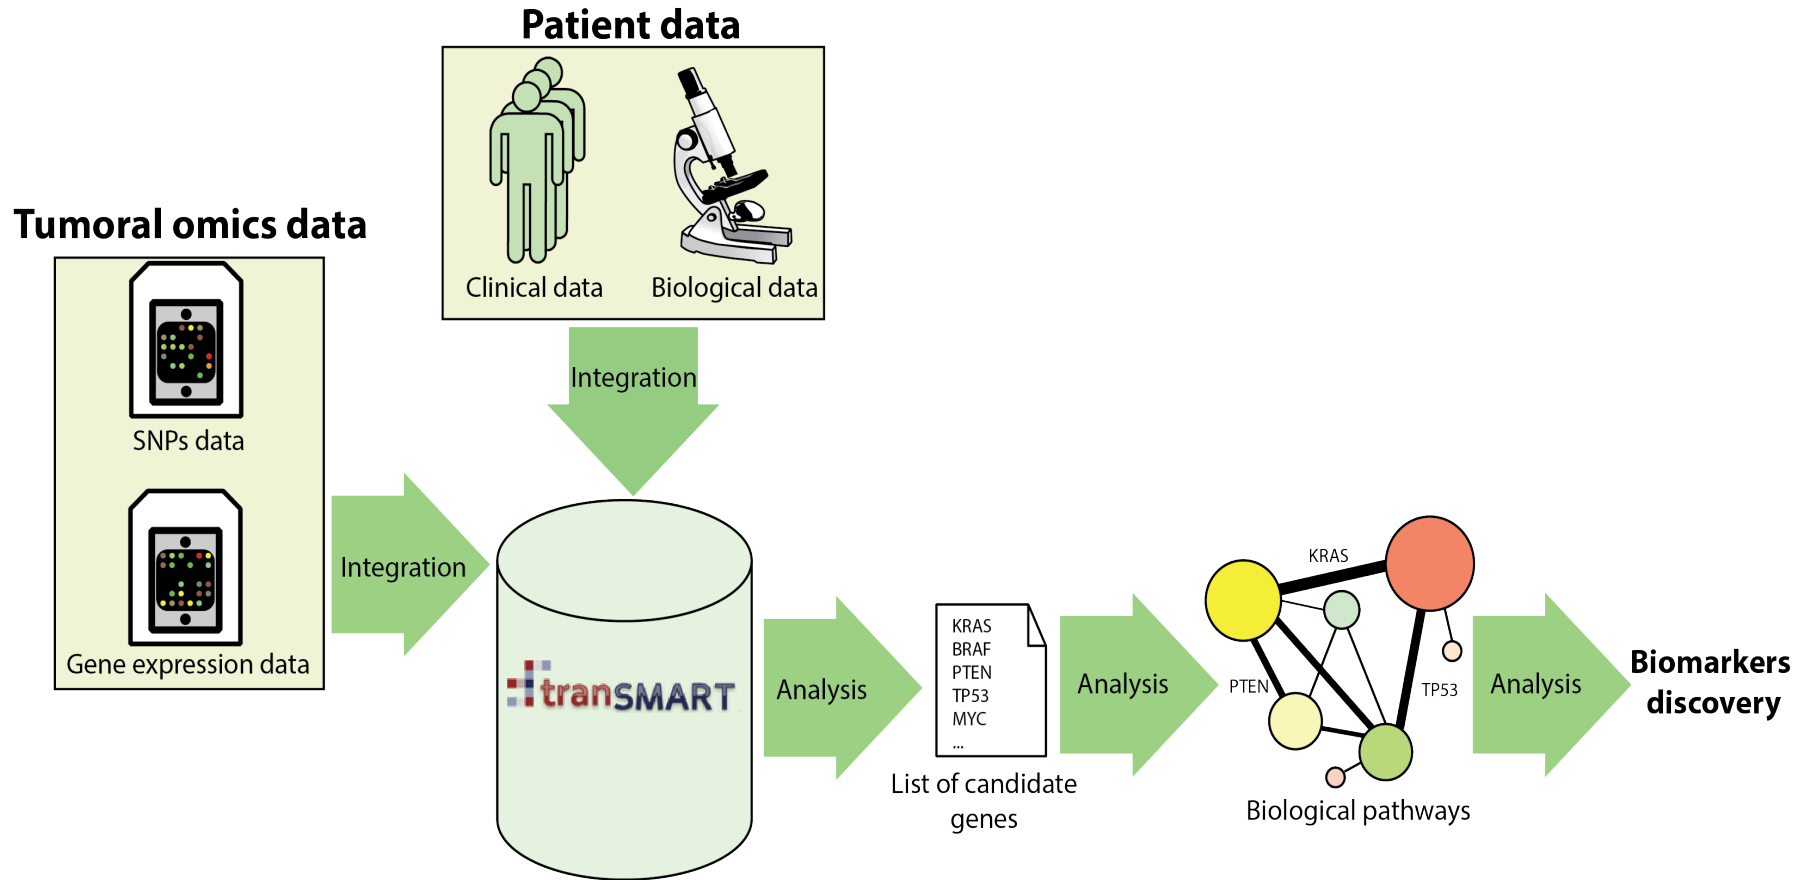 Patient data
Clinical data
Biological data
Tumoral omics data
SNPs data
Gene expression data
Integration
Integration
tranSMART
Analysis
KRAS
BRAF
PTEN
TP53
MYC
...
List of candidate
genes
Analysis
KRAS
PTEN
TP53
Biological pathways
Analysis
Biomarkers
discovery